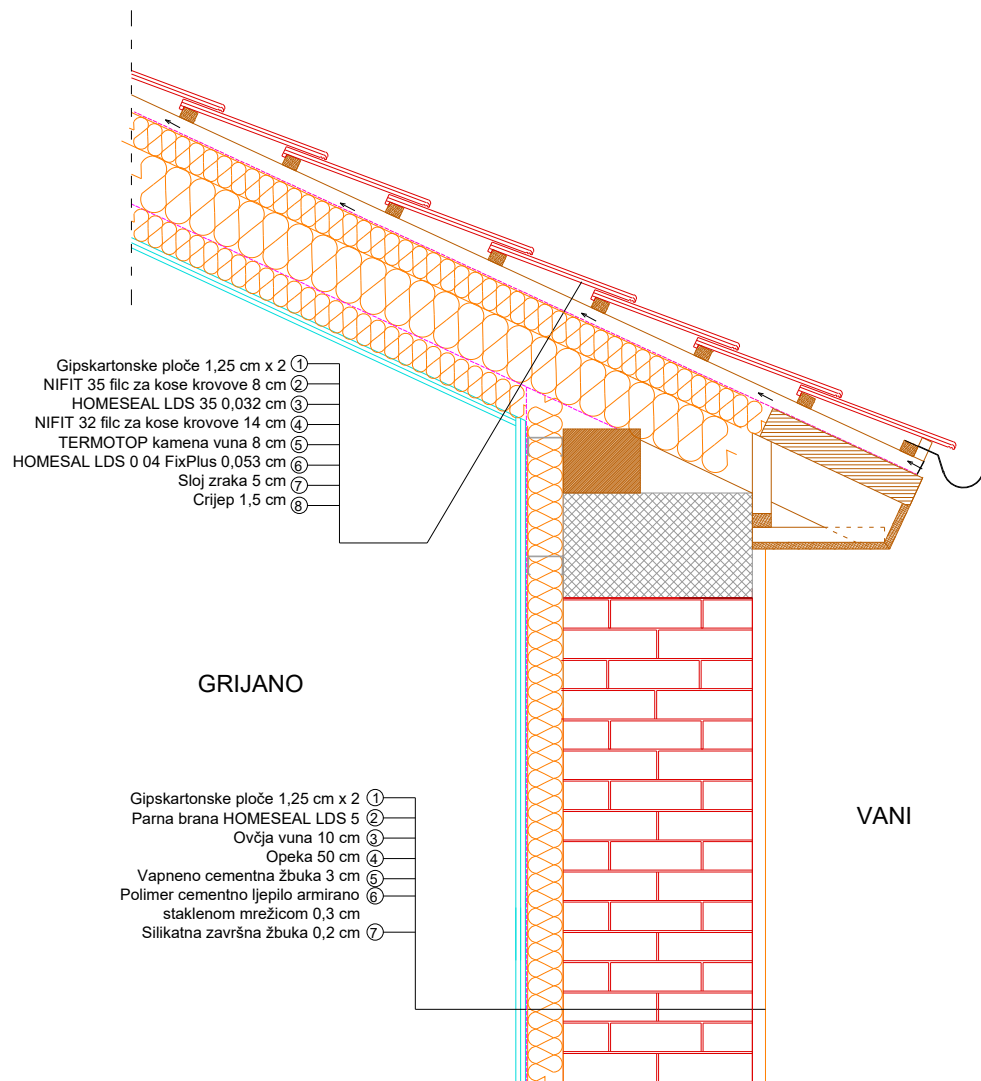 Gipskartonske ploče 1,25 cm x 2 1
NIFIT 35 filc za kose krovove 8 cm 2
HOMESEAL LDS 35 0,032 cm 3
NIFIT 32 filc za kose krovove 14 cm 4
TERMOTOP kamena vuna 8 cm 5
HOMESAL LDS 0 04 FixPlus 0,053 cm 6
Sloj zraka 5 cm 7
Crijep 1,5 cm 8
GRIJANO
Gipskartonske ploče 1,25 cm x 2 1
Parna brana HOMESEAL LDS 5 2
Ovčja vuna 10 cm 3
Opeka 50 cm 4
Vapneno cementna žbuka 3 cm 5
Polimer cementno ljepilo armirano 6
staklenom mrežicom 0,3 cm
Silikatna završna žbuka 0,2 cm 7
VANI